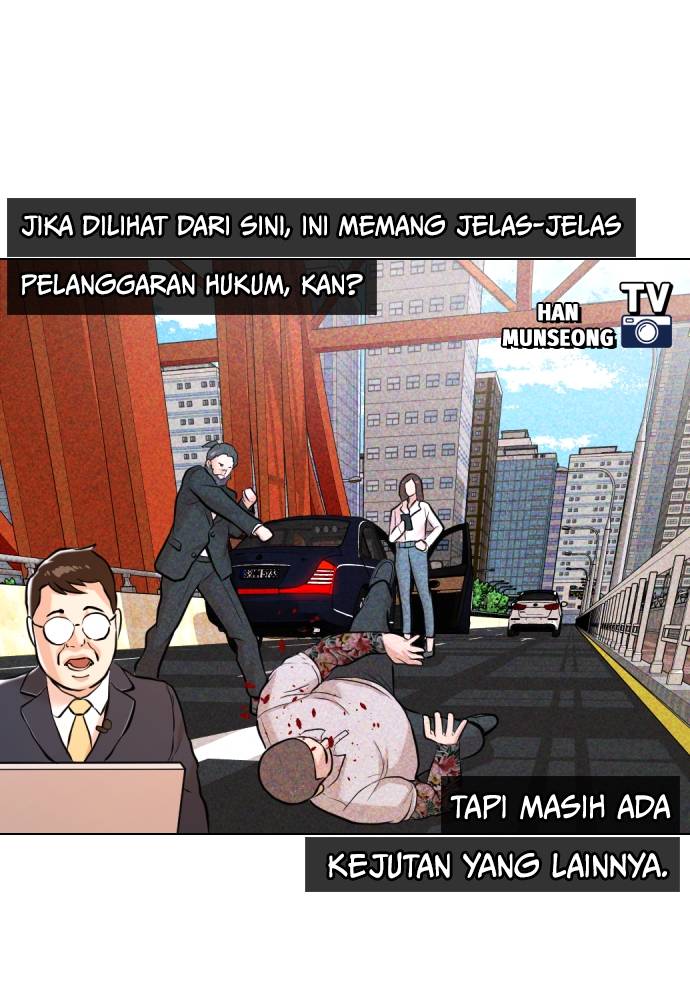 JIKA DILIHAT DARI SINI, INI MEMANG JELAS-JELAS
PELANGGARAN HUKUM, KAN?
HAN
MUNSEONG
TV
TAPI MASIH ADA
KEJUTAN YANG LAINNYA.